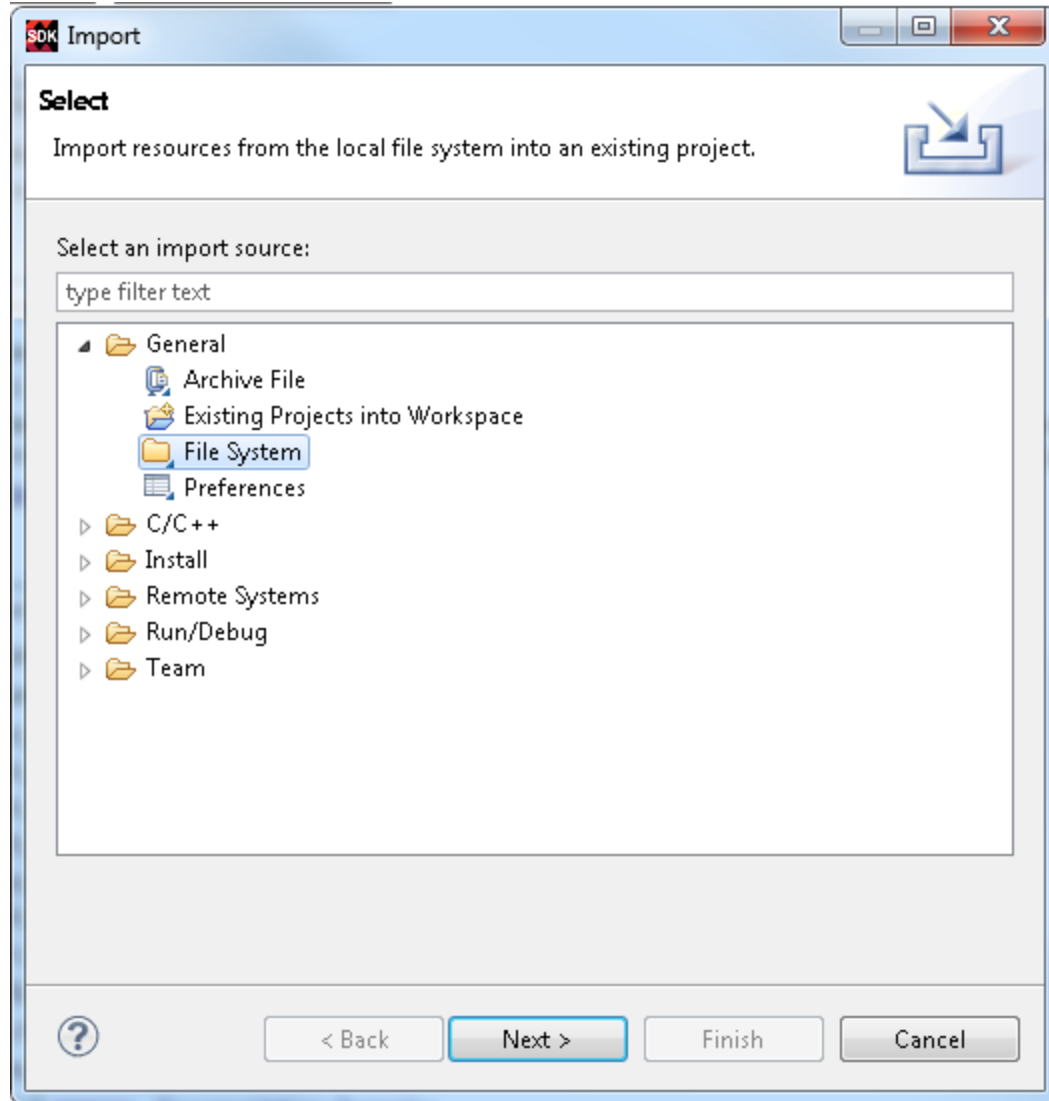 SDK Import
Select
Import resources from the local file system into an existing project.
Select an import source:
type filter text
General
Archive File
Existing Projects into Workspace
File System
Preferences
C/C++
Install
Remote Systems
Run/Debug
Team
? < Back Next > Finish Cancel